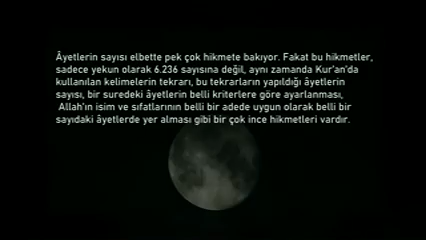 Âyetlerin sayısı elbette pek çok hikmete bakıyor. Fakat bu hikmetler,
sadece yekun olarak 6.236 sayısına değil, aynı zamanda Kur'an'da
kullanılan kelimelerin tekrarı, bu tekrarların yapıldığı âyetlerin
sayısı, bir suredeki âyetlerin belli kriterlere göre ayarlanması,
Allah'ın isim ve sıfatlarının belli bir adede uygun olarak belli bir
sayıdaki âyetlerde yer alması gibi bir çok ince hikmetleri vardır.